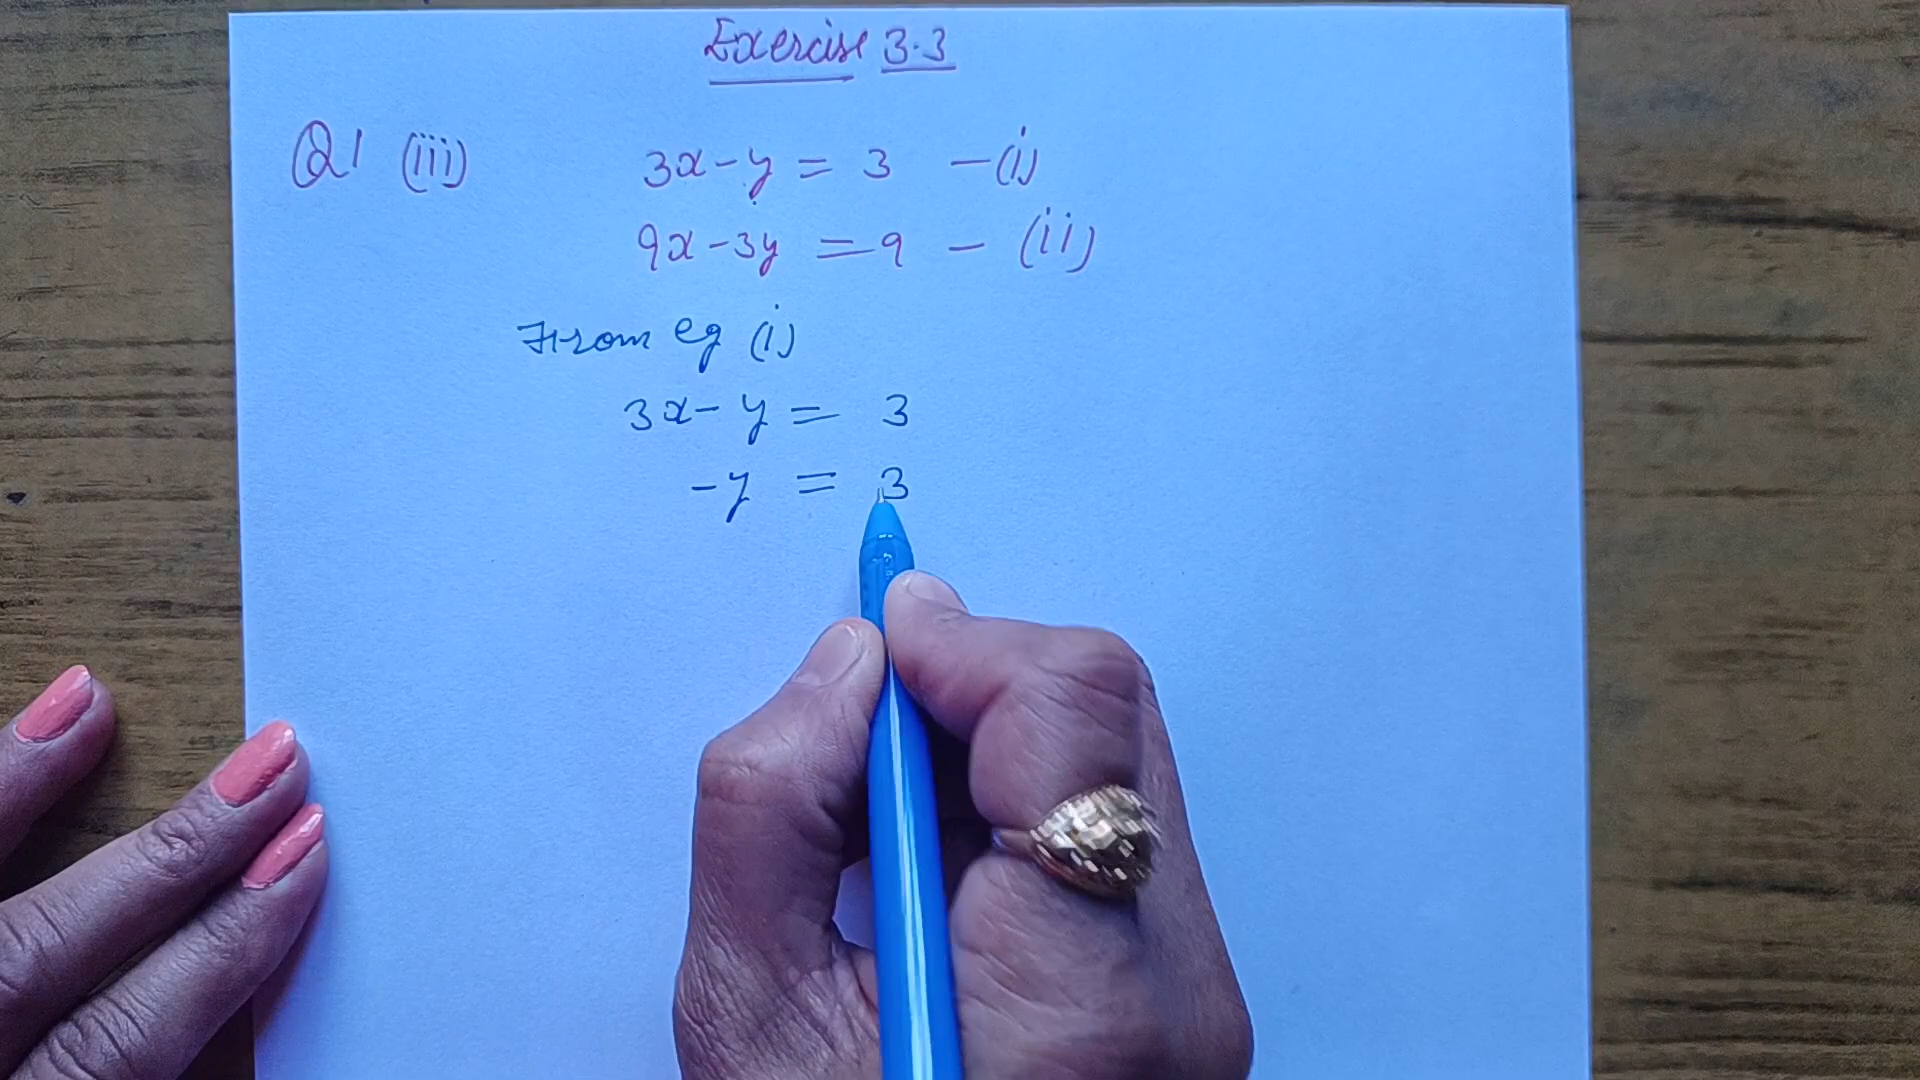 Exercise 3.3
Q1 (iii) 3x-y = 3 -(i)
9x-3y = 9 - (ii)
From eq (i)
3x-y = 3
-y = 3